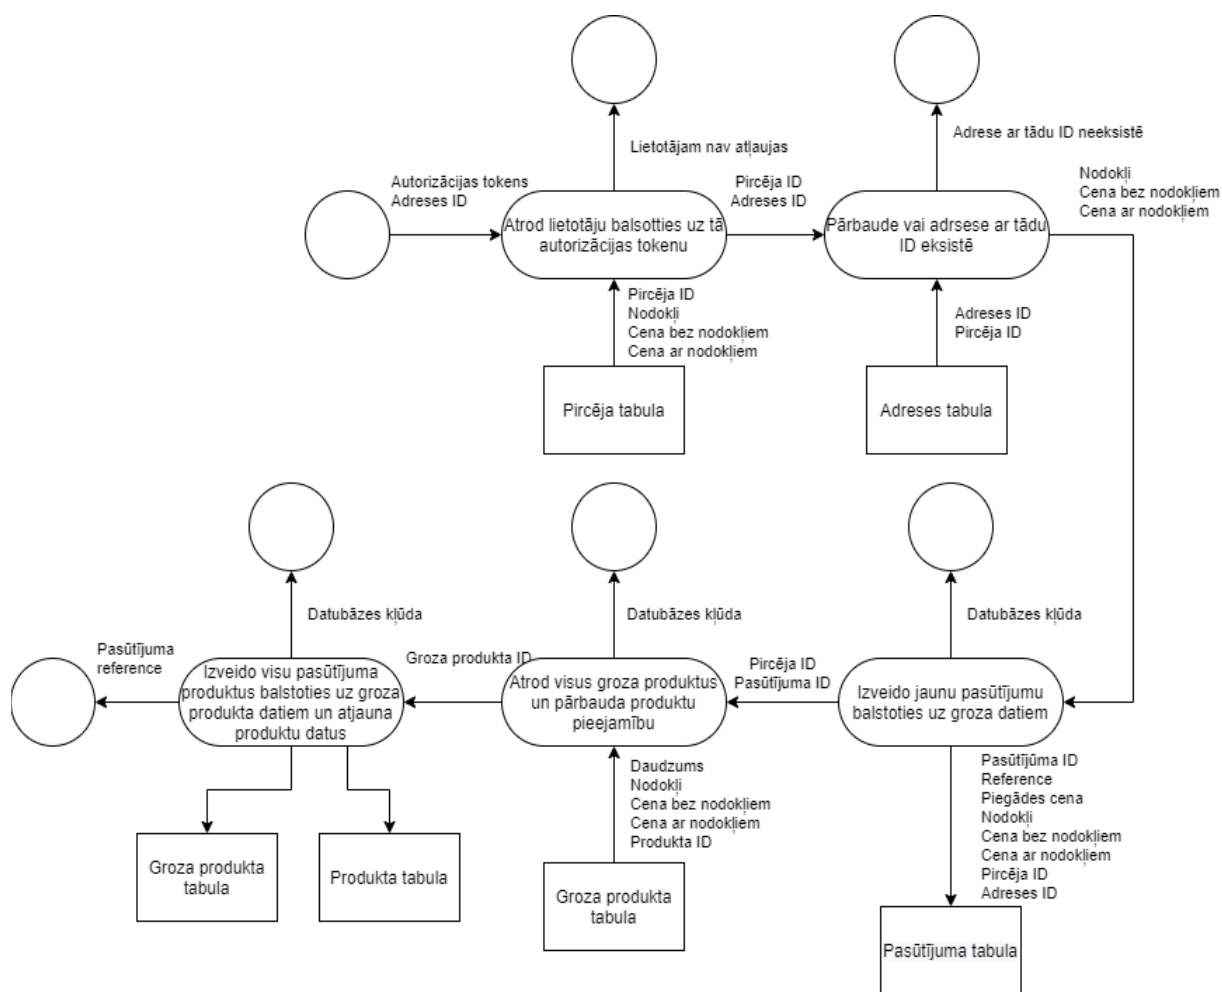 Lietotājam nav atļaujas
Adrese ar tādu ID neeksistē
Autorizācijas tokens
Adreses ID
Pircēja ID
Adreses ID
Nodokļi
Cena bez nodokļiem
Cena ar nodokļiem
Atrod lietotāju balsotties uz tā
autorizācijas tokenu
Pārbaude vai adrsese ar tādu
ID eksistē
Pircēja ID
Nodokļi
Cena bez nodokļiem
Cena ar nodokļiem
Adreses ID
Pircēja ID
Pircēja tabula
Adreses tabula
Datubāzes kļūda
Datubāzes kļūda
Datubāzes kļūda
Pasūtījuma
reference
Izveido visu pasūtījuma
produktus balstoties uz groza
produkta datiem un atjauna
produktu datus
Groza produkta ID
Atrod visus groza produktus
un pārbauda produktu
pieejamību
Pircēja ID
Pasūtījuma ID
Izveido jaunu pasūtījumu
balstoties uz groza datiem
Daudzums
Nodokļi
Cena bez nodokļiem
Cena ar nodokļiem
Produkta ID
Pasūtījūma ID
Reference
Piegādes cena
Nodokļi
Cena bez nodokļiem
Cena ar nodokļiem
Pircēja ID
Adreses ID
Groza produkta
tabula
Produkta tabula
Groza produkta
tabula
Pasūtījuma tabula